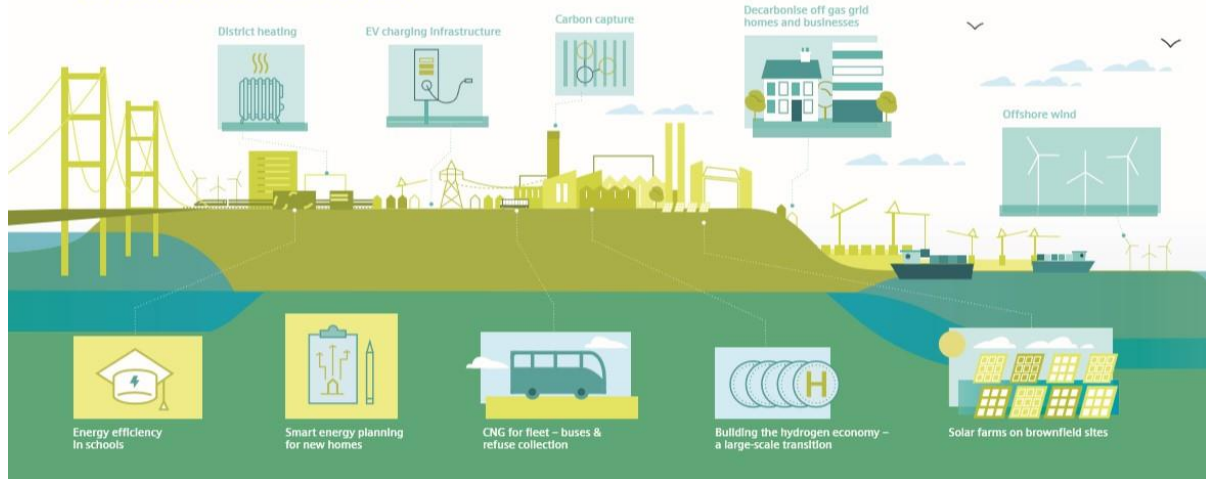 District heating
EV charging infrastructure
Carbon capture
Decarbonise off gas grid
homes and businesses
Offshore wind
Energy efficiency
in schools
Smart energy planning
for new homes
CNG for fleet – buses &
refuse collection
H
Building the hydrogen economy –
a large-scale transition
Solar farms on brownfield sites